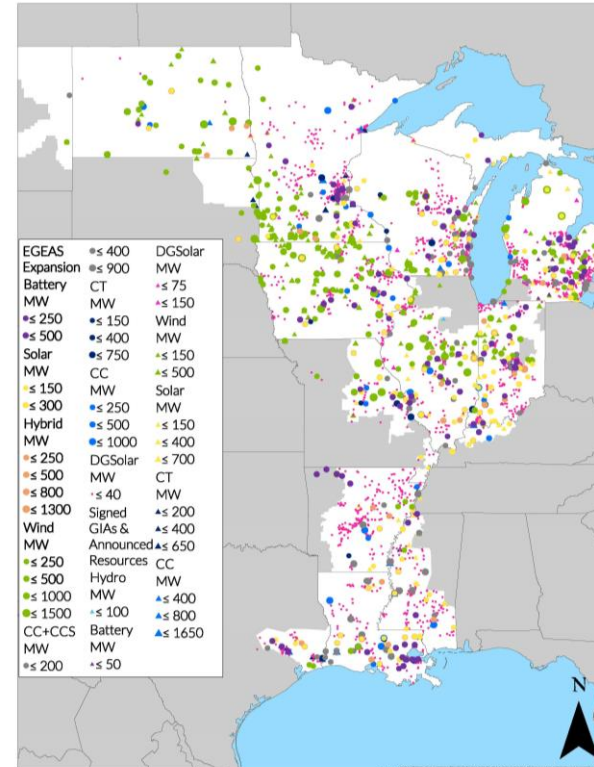 EGEAS
Expansion
Battery
MW
≤ 250
≤ 500
Solar
MW
≤ 150
≤ 300
Hybrid
MW
≤ 250
≤ 500
≤ 800
≤ 1300
Wind
MW
≤ 250
≤ 500
≤ 1000
≤ 1500
CC+CCS
MW
≤ 200
≤ 400
≤ 900
CT
MW
≤ 150
≤ 400
≤ 750
CC
MW
≤ 250
≤ 500
≤ 1000
DGSolar
MW
≤ 40
Signed
GIAs &
Announced
Resources
Hydro
MW
≤ 100
Battery
MW
≤ 50
DGSolar
MW
≤ 75
≤ 150
Wind
MW
≤ 150
≤ 500
Solar
MW
≤ 150
≤ 400
≤ 700
CT
MW
≤ 200
≤ 400
≤ 650
CC
MW
≤ 400
≤ 800
≤ 1650
N